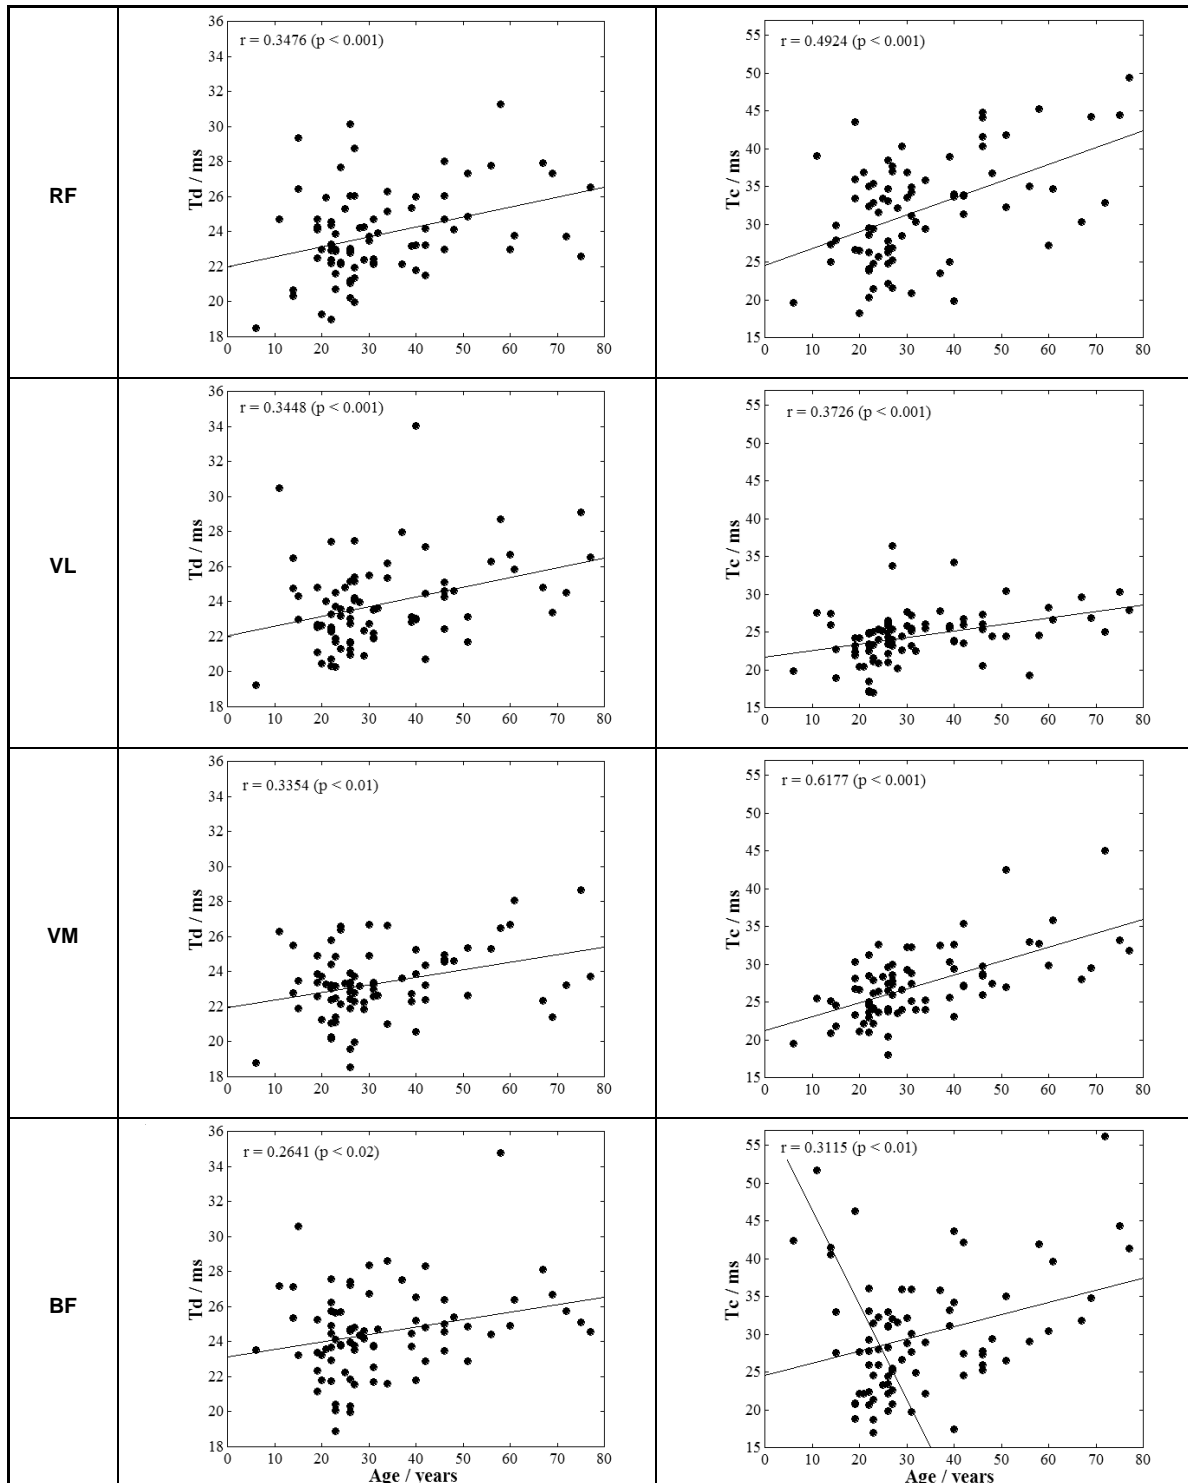 RF
r = 0.3476 (p < 0.001)
Td / ms
36
34
32
30
28
26
24
22
20
18
0 10 20 30 40 50 60 70 80
r = 0.4924 (p < 0.001)
Tc / ms
55
50
45
40
35
30
25
20
15
0 10 20 30 40 50 60 70 80
VL
r = 0.3448 (p < 0.001)
Td / ms
36
34
32
30
28
26
24
22
20
18
0 10 20 30 40 50 60 70 80
r = 0.3726 (p < 0.001)
Tc / ms
55
50
45
40
35
30
25
20
15
0 10 20 30 40 50 60 70 80
VM
r = 0.3354 (p < 0.01)
Td / ms
36
34
32
30
28
26
24
22
20
18
0 10 20 30 40 50 60 70 80
r = 0.6177 (p < 0.001)
Tc / ms
55
50
45
40
35
30
25
20
15
0 10 20 30 40 50 60 70 80
BF
r = 0.2641 (p < 0.02)
Td / ms
36
34
32
30
28
26
24
22
20
18
0 10 20 30 40 50 60 70 80
Age / years
r = 0.3115 (p < 0.01)
Tc / ms
55
50
45
40
35
30
25
20
15
0 10 20 30 40 50 60 70 80
Age / years